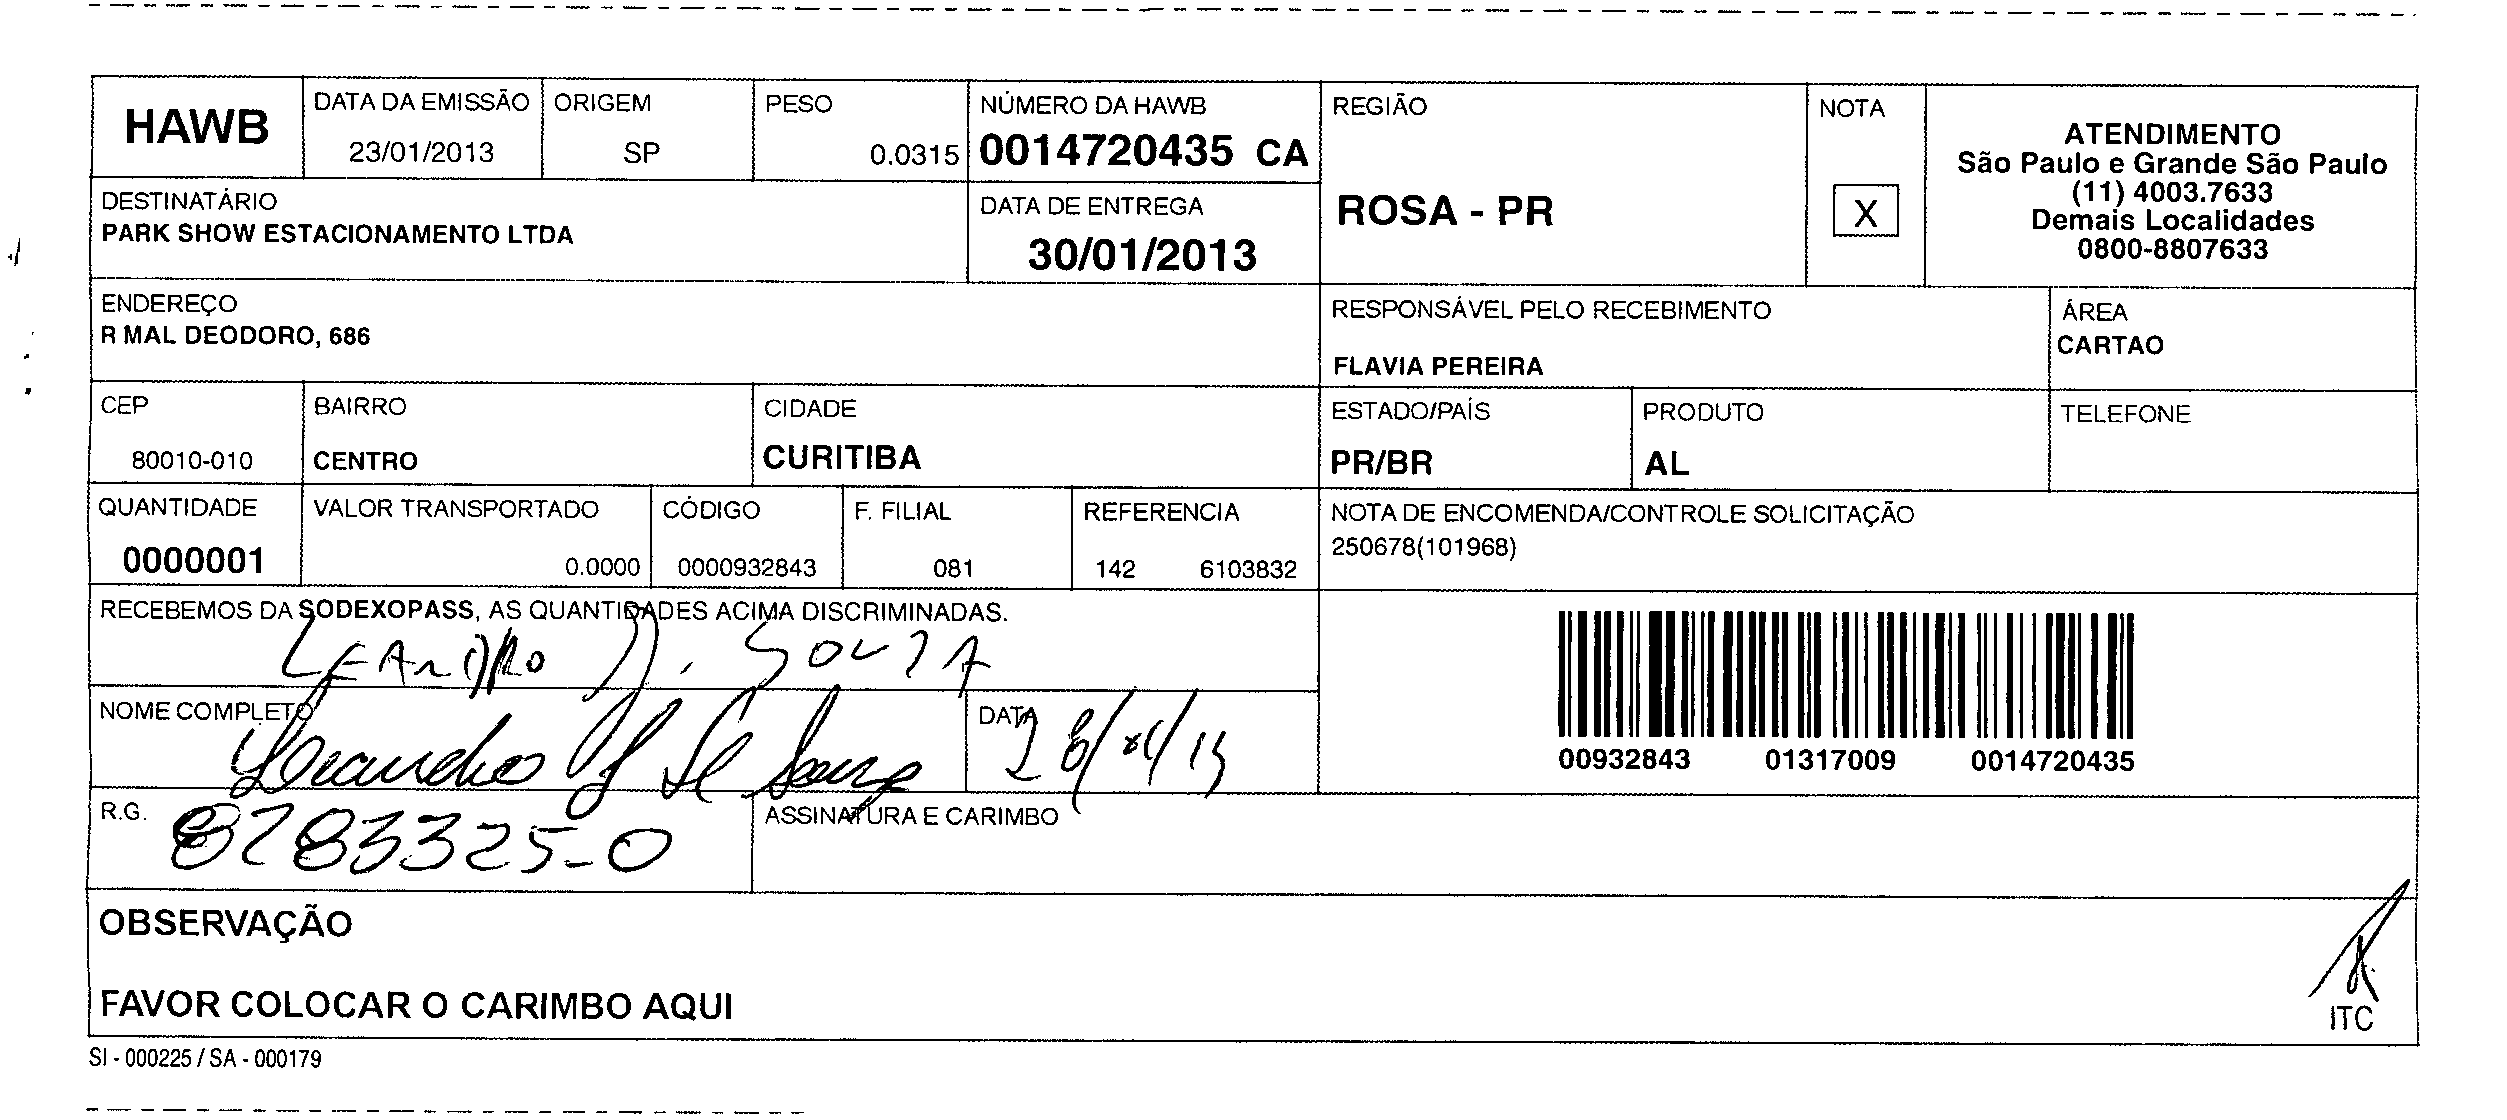 HAWB
DATA DA EMISSÃO
23/01/2013
ORIGEM
SP
PESO
0.0315
NÚMERO DA HAWB
0014720435 CA
REGIÃO
ROSA - PR
NOTA
X
ATENDIMENTO
São Paulo e Grande São Paulo
(11) 4003.7633
Demais Localidades
0800-8807633
DESTINATÁRIO
PARK SHOW ESTACIONAMENTO LTDA
DATA DE ENTREGA
30/01/2013
ENDEREÇO
R MAL DEODORO, 686
RESPONSÁVEL PELO RECEBIMENTO
FLAVIA PEREIRA
ÁREA
CARTAO
CEP
80010-010
BAIRRO
CENTRO
CIDADE
CURITIBA
ESTADO/PAÍS
PR/BR
PRODUTO
AL
TELEFONE
QUANTIDADE
0000001
VALOR TRANSPORTADO
0.0000
CÓDIGO
0000932843
F. FILIAL
081
REFERENCIA
142 6103832
NOTA DE ENCOMENDA/CONTROLE SOLICITAÇÃO
250678(101968)
RECEBEMOS DA SODEXOPASS, AS QUANTIDADES ACIMA DISCRIMINADAS.
LEANDRO J. SOUZA
NOME COMPLETO
Leandro J de Souza
DATA
00932843 01317009 0014720435
R.G.
8283325-0
ASSINATURA E CARIMBO
OBSERVAÇÃO
FAVOR COLOCAR O CARIMBO AQUI
ITC
SI - 000225 / SA - 000179